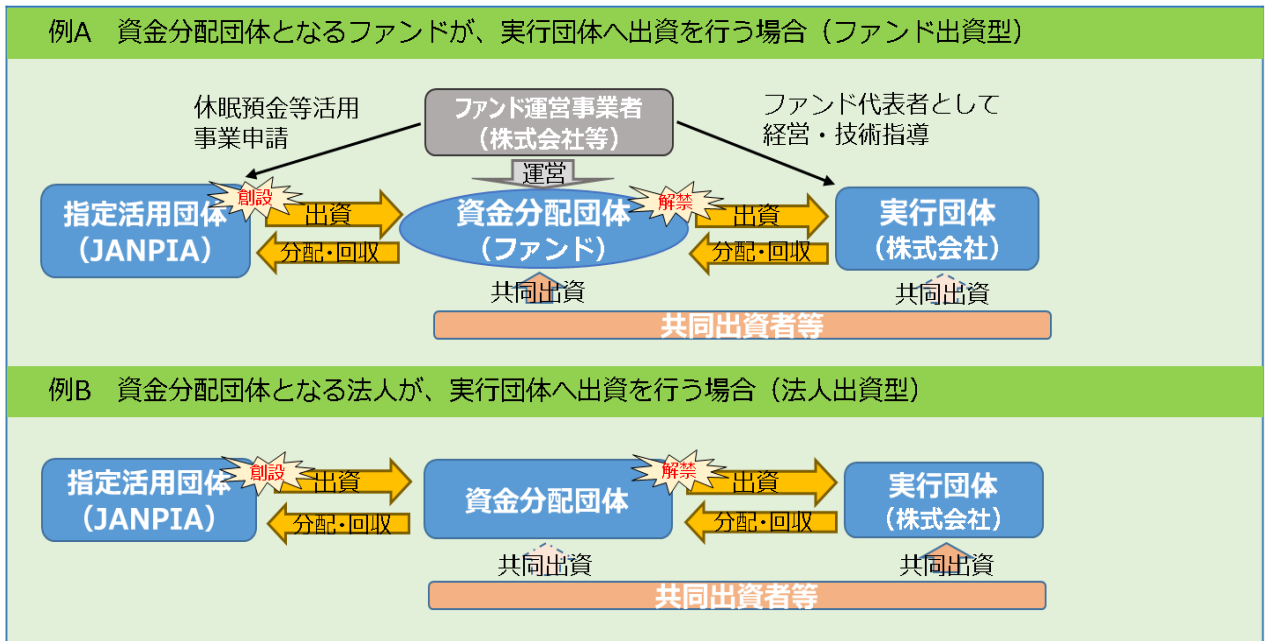 例A 資金分配団体となるファンドが、実行団体へ出資を行う場合（ファンド出資型）
休眠預金等活用
事業申請
ファンド運営事業者
（株式会社等）
ファンド代表者として
経営・技術指導
運営
指定活用団体
（JANPIA）
創設
出資
分配・回収
資金分配団体
（ファンド）
解禁
出資
分配・回収
実行団体
（株式会社）
共同出資
共同出資
共同出資者等
例B 資金分配団体となる法人が、実行団体へ出資を行う場合（法人出資型）
指定活用団体
（JANPIA）
創設
出資
分配・回収
資金分配団体
解禁
出資
分配・回収
実行団体
（株式会社）
共同出資
共同出資
共同出資者等